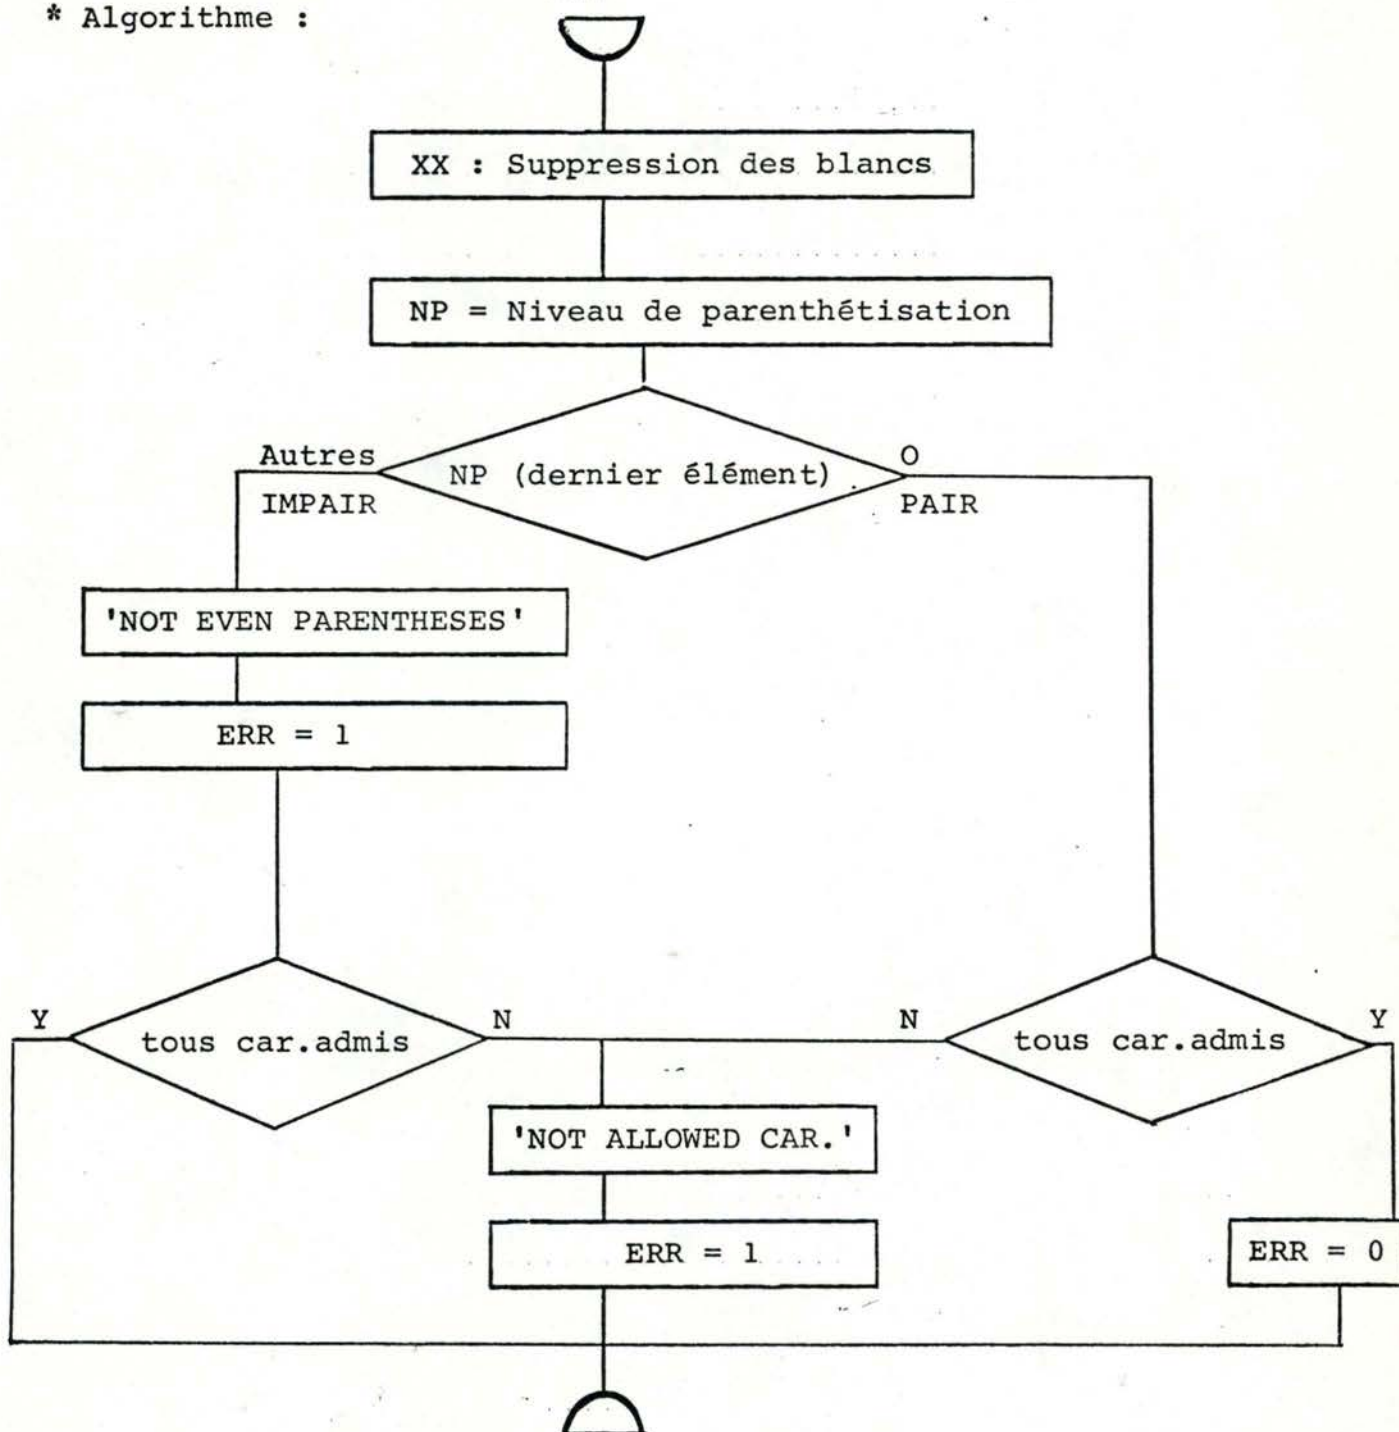 * Algorithme :
XX : Suppression des blancs
NP = Niveau de parenthétisation
Autres
NP (dernier élément)
O
IMPAIR
PAIR
'NOT EVEN PARENTHESES'
ERR = 1
Y
tous car.admis
N
N
tous car.admis
Y
'NOT ALLOWED CAR.'
ERR = 1
ERR = 0